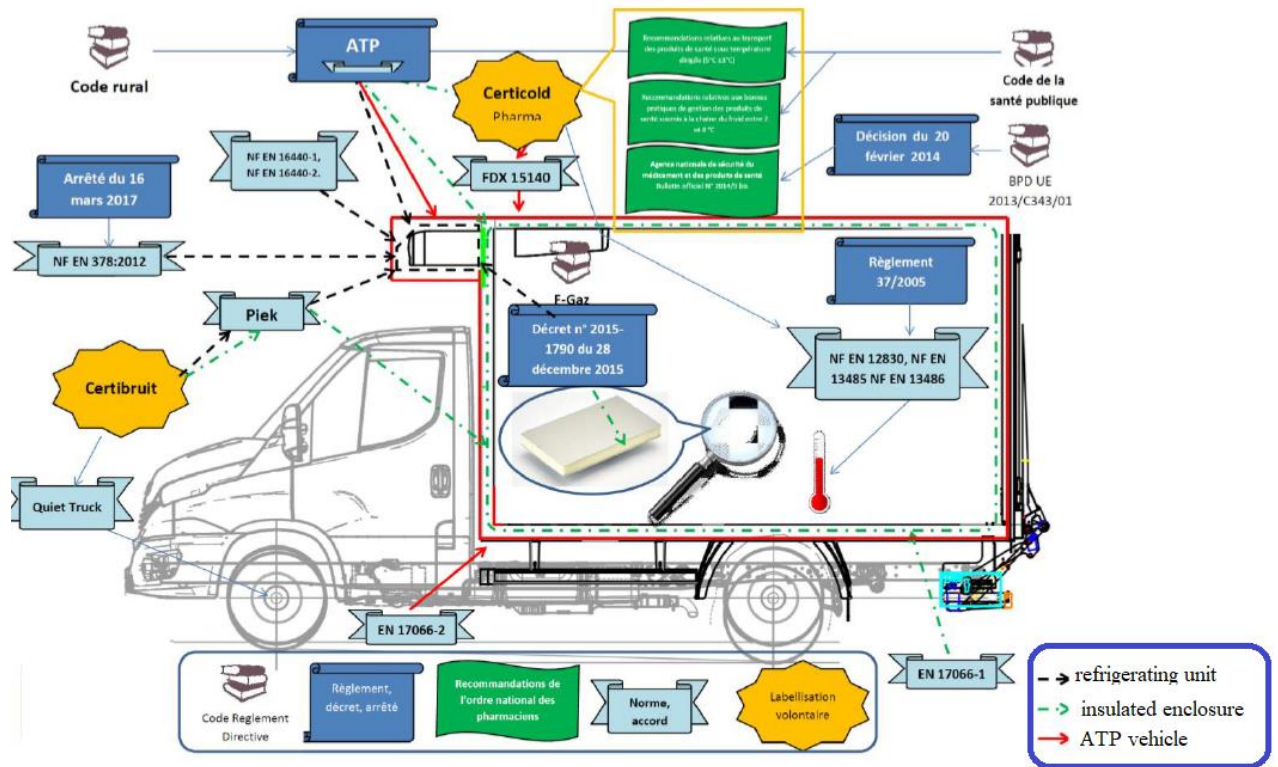 Code rural
ATP
Certicold
Pharma
Recommandations relatives au transport
des produits de santé sous température
dirigée (5°C ±3°C)
Recommandations relatives aux bonnes
pratiques de gestion des produits de
santé soumis à la chaîne du froid entre 2
et 8 °C
Agence nationale de sécurité du
médicament et des produits de santé
Bulletin officiel N° 2014/9 bis
Code de la
santé publique
Décision du 20
février 2014
BPD UE
2013/C343/01
NF EN 16440-1,
NF EN 16440-2.
FDX 15140
Arrêté du 16
mars 2017
NF EN 378:2012
Piek
Certibruit
Quiet Truck
F-Gaz
Décret n° 2015-
1790 du 28
décembre 2015
Règlement
37/2005
NF EN 12830, NF EN
13485 NF EN 13486
EN 17066-2
EN 17066-1
Code Reglement
Directive
Règlement,
décret, arrêté
Recommandations de
l'ordre national des
pharmaciens
Norme,
accord
Labellisation
volontaire
refrigerating unit
insulated enclosure
ATP vehicle